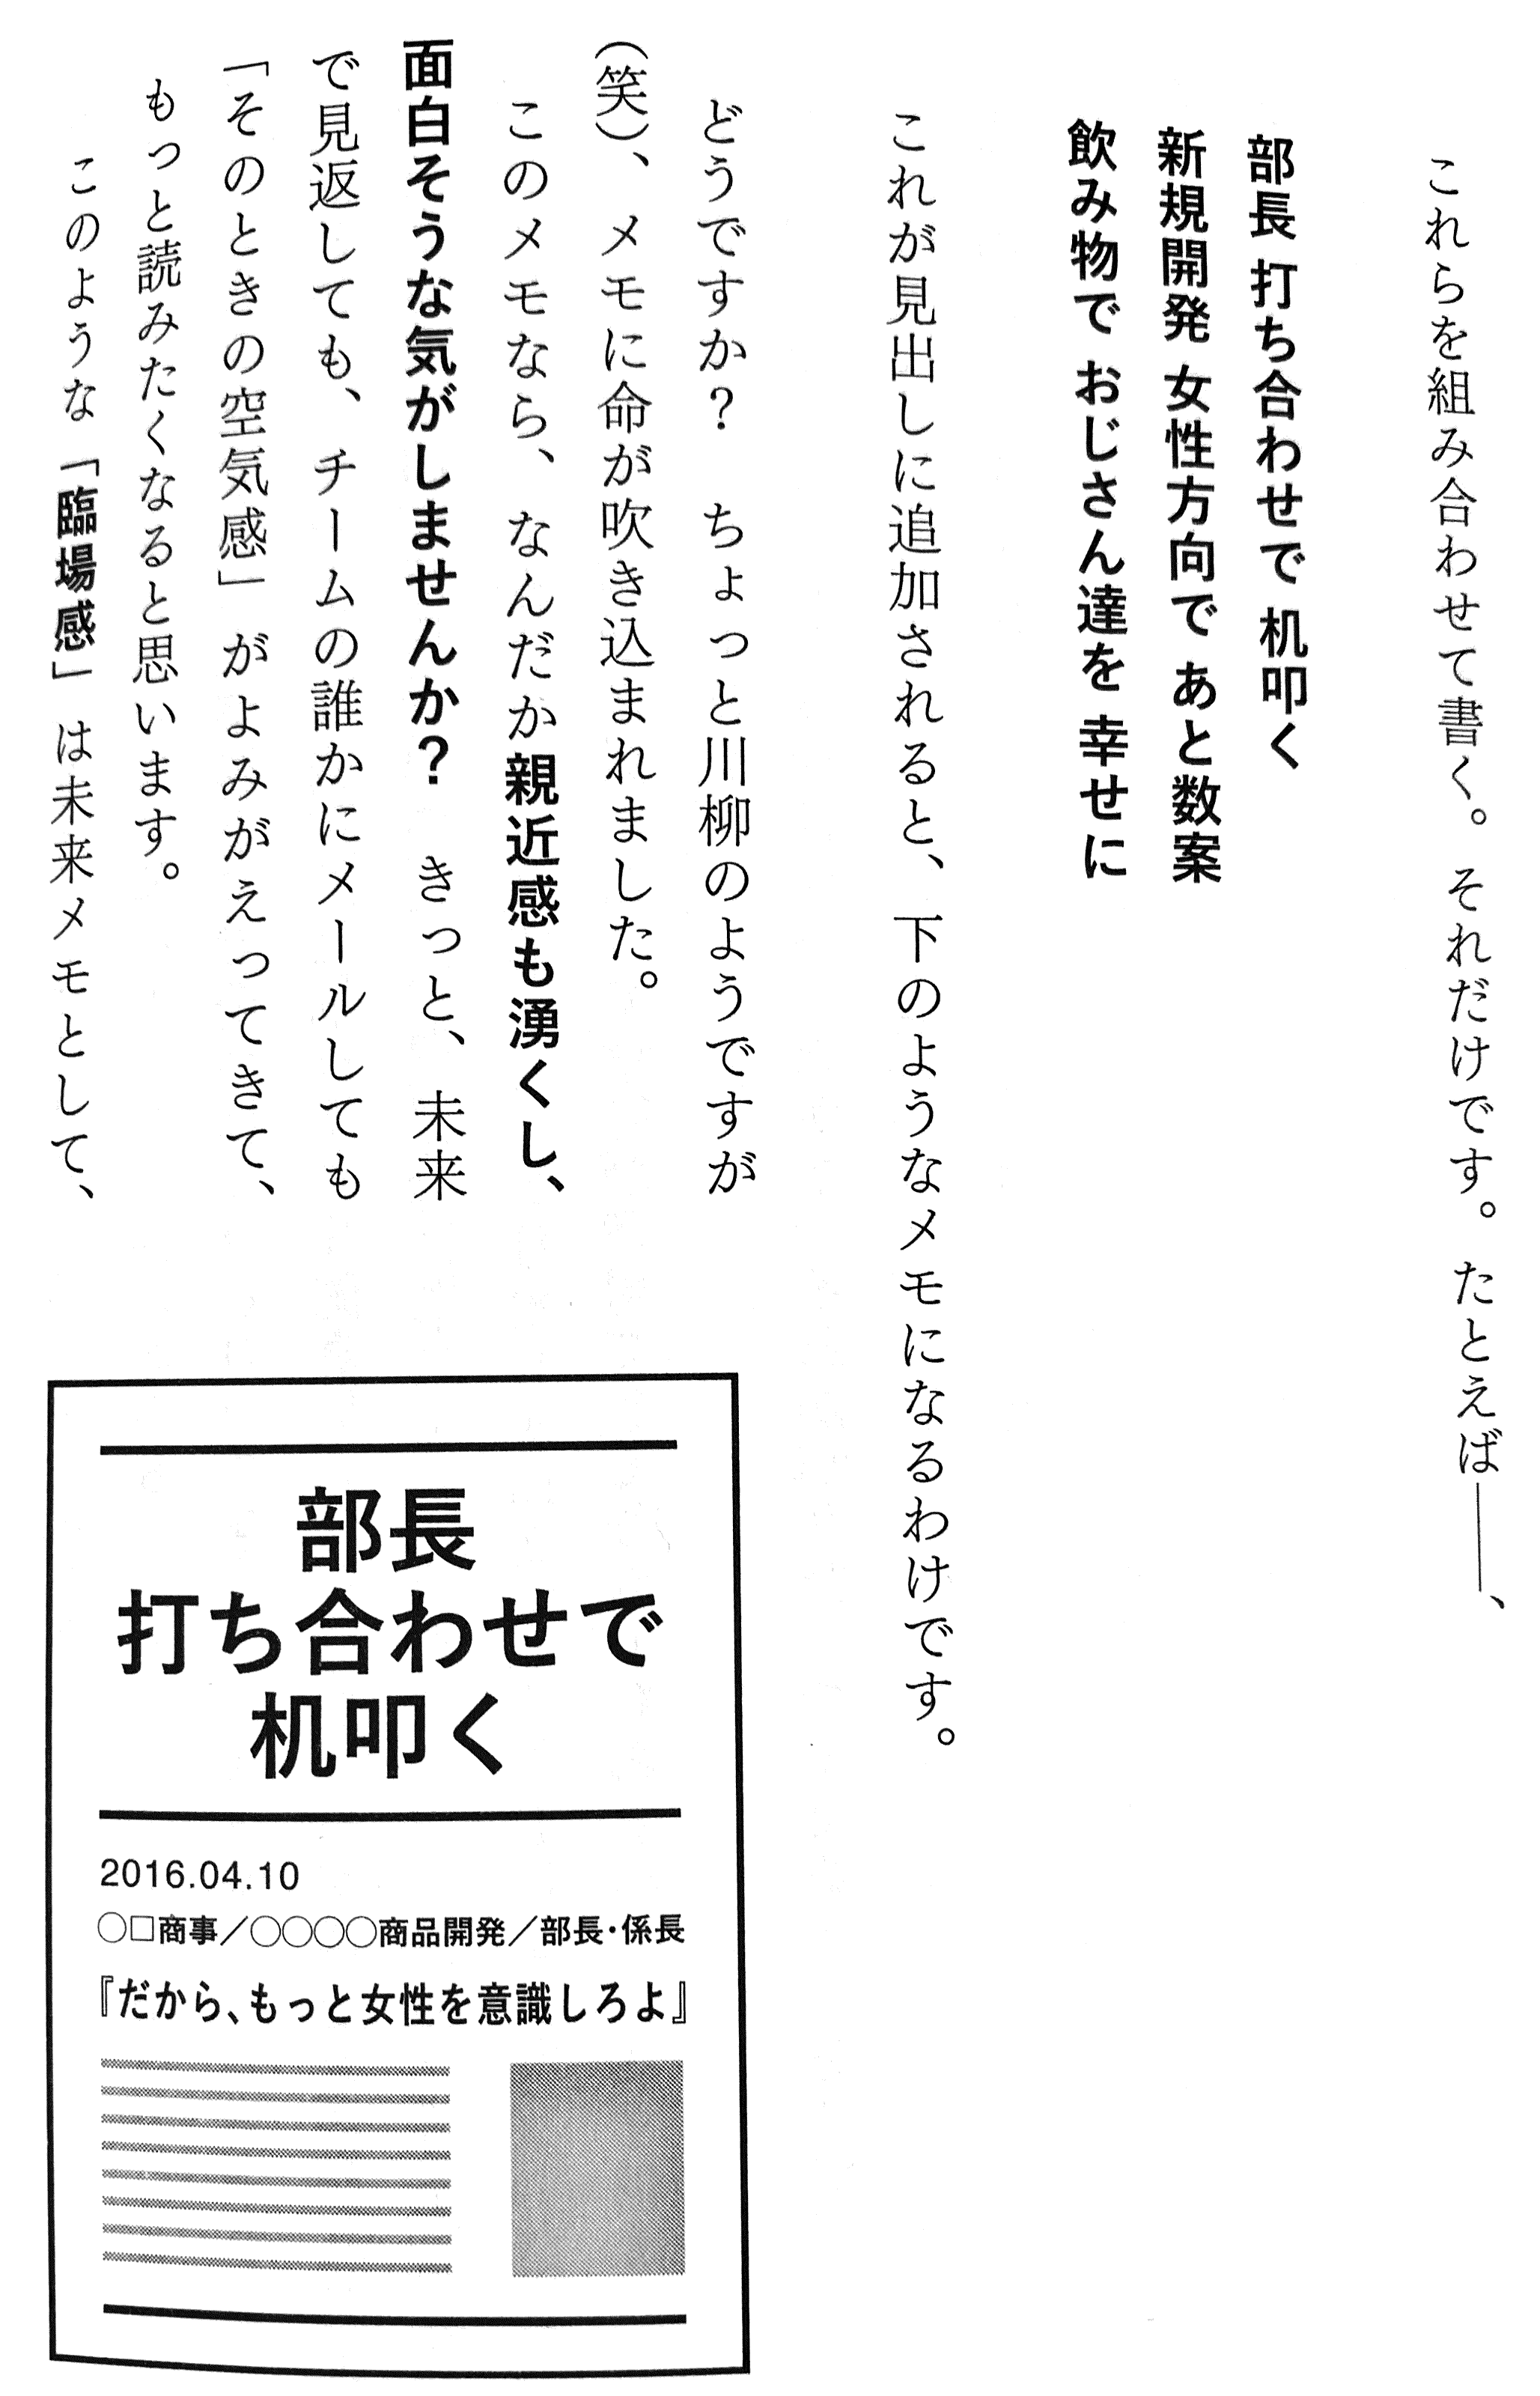 これらを組み合わせて書く。それだけです。たとえば――、
部長 打ち合わせで 机叩く
新規開発 女性方向で あと数案
飲み物で おじさん達を 幸せに
これが見出しに追加されると、下のようなメモになるわけです。
どうですか？　ちょっと川柳のようですが
（笑）、メモに命が吹き込まれました。
このメモなら、なんだか親近感も湧くし、
面白そうな気がしませんか？　きっと、未来
で見返しても、チームの誰かにメールしても
「そのときの空気感」がよみがえってきて、
もっと読みたくなると思います。
このような「臨場感」は未来メモとして、
部長
打ち合わせで
机叩く
2016.04.10
○□商事／○○○○商品開発／部長・係長
『だから、もっと女性を意識しろよ』